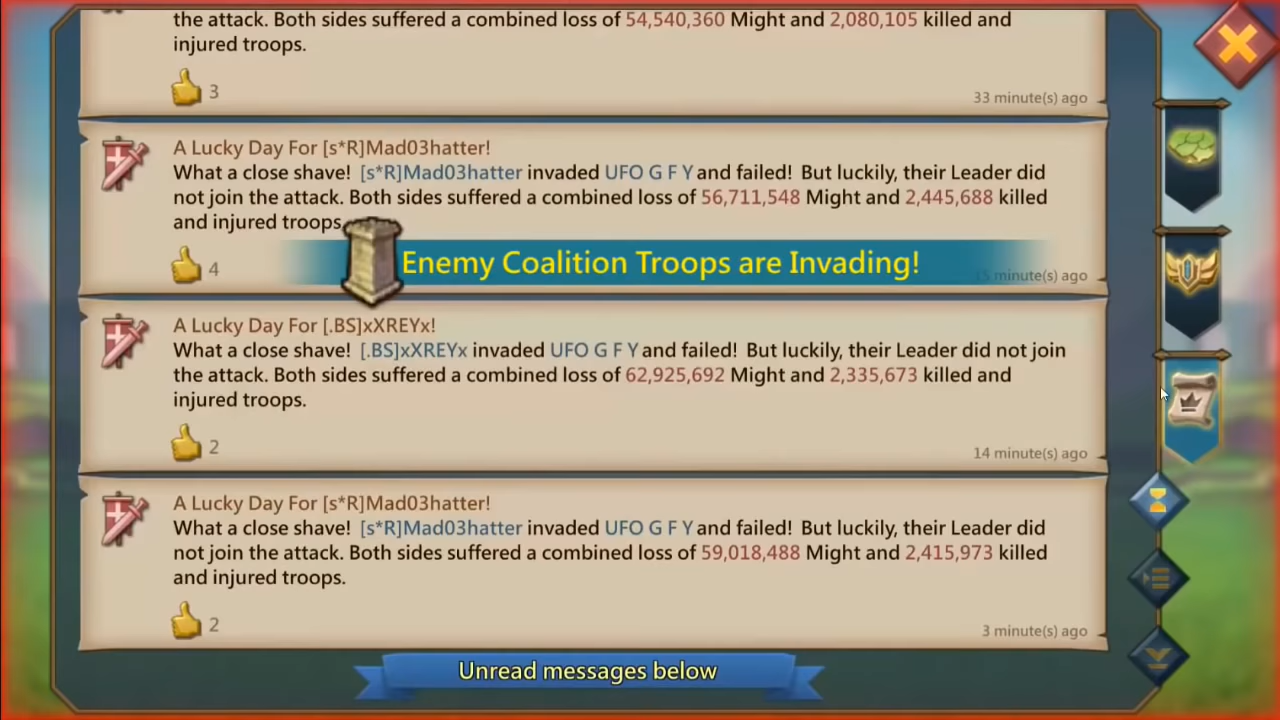 the attack. Both sides suffered a combined loss of 54,540,360 Might and 2,080,105 killed and
injured troops.
3
33 minute(s) ago
A Lucky Day For [s*R]Mad03hatter!
What a close shave! [s*R]Mad03hatter invaded UFO G F Y and failed! But luckily, their Leader did
not join the attack. Both sides suffered a combined loss of 56,711,548 Might and 2,445,688 killed
and injured troops.
Enemy Coalition Troops are Invading!
4
minute(s) ago
A Lucky Day For [.BS]xXREYx!
What a close shave! [.BS]xXREYx invaded UFO G F Y and failed! But luckily, their Leader did not join
the attack. Both sides suffered a combined loss of 62,925,692 Might and 2,335,673 killed and
injured troops.
2
14 minute(s) ago
A Lucky Day For [s*R]Mad03hatter!
What a close shave! [s*R]Mad03hatter invaded UFO G F Y and failed! But luckily, their Leader did
not join the attack. Both sides suffered a combined loss of 59,018,488 Might and 2,415,973 killed
and injured troops.
2
3 minute(s) ago
Unread messages below